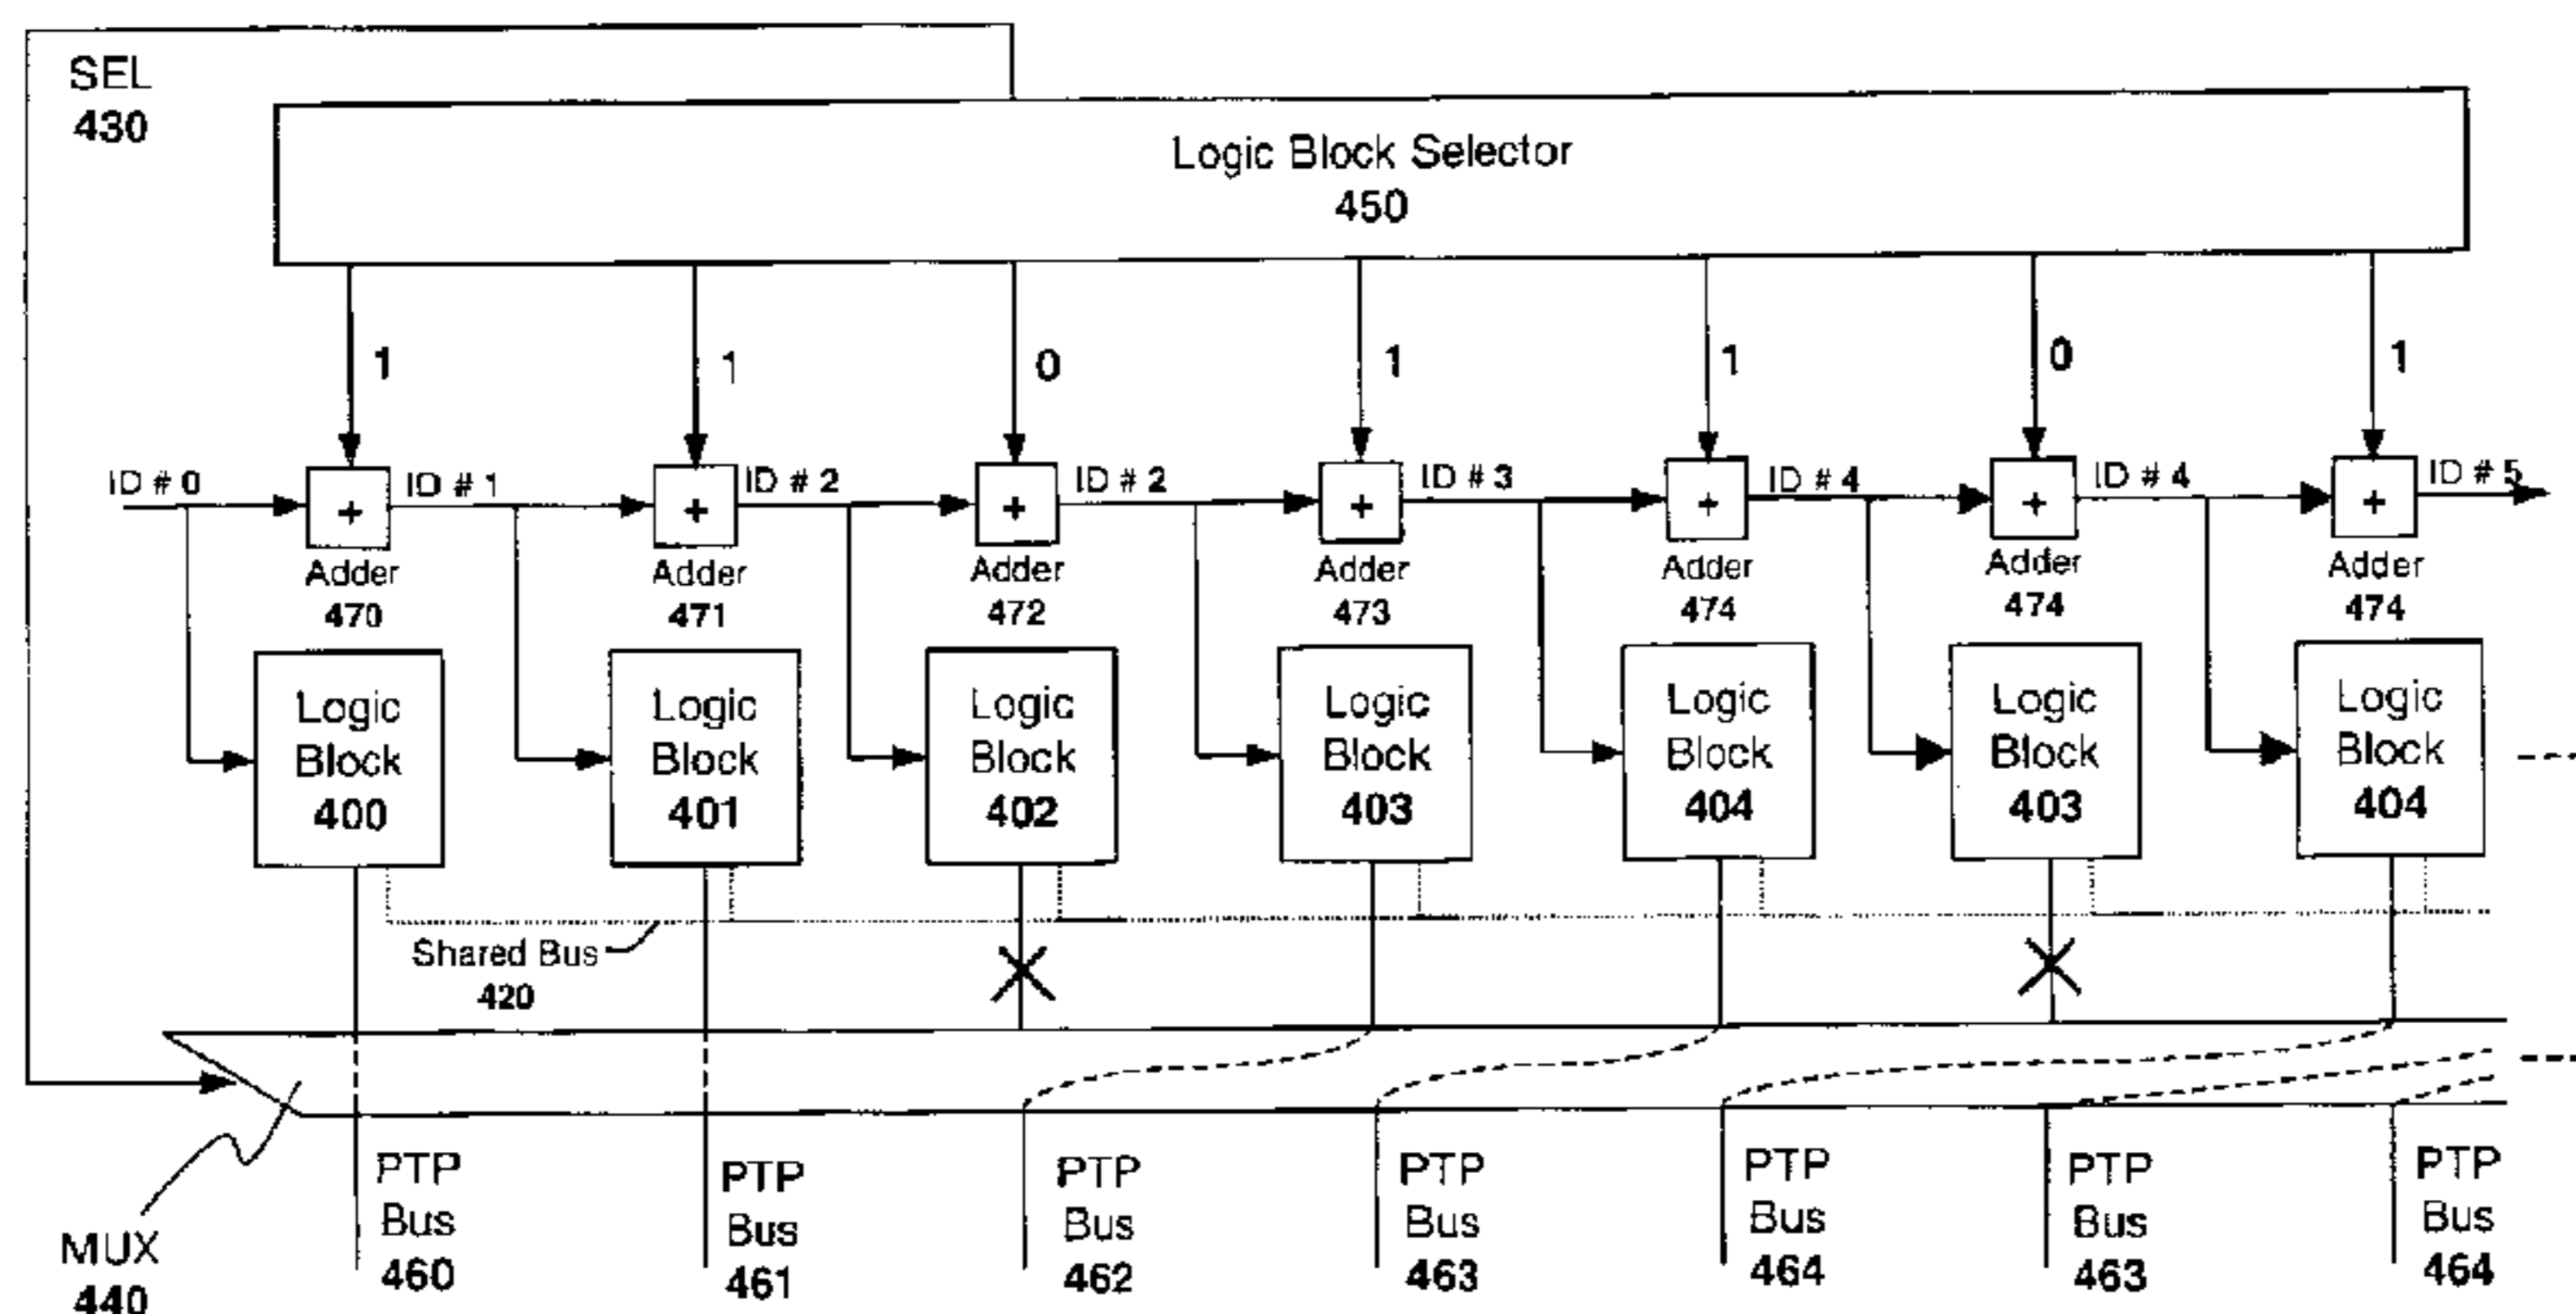 SEL
430
Logic Block Selector
450
1 1 0 1 1 0 1
ID # 0 ID # 1 ID # 2 ID # 2 ID # 3 ID # 4 ID # 4 ID # 5
+ + + + + + +
Adder Adder Adder Adder Adder Adder Adder
470 471 472 473 474 474 474
Logic Logic Logic Logic Logic Logic Logic
Block Block Block Block Block Block Block
400 401 402 403 404 403 404
Shared Bus
420
PTP PTP PTP PTP PTP PTP PTP
Bus Bus Bus Bus Bus Bus Bus
460 461 462 463 464 463 464
MUX
440